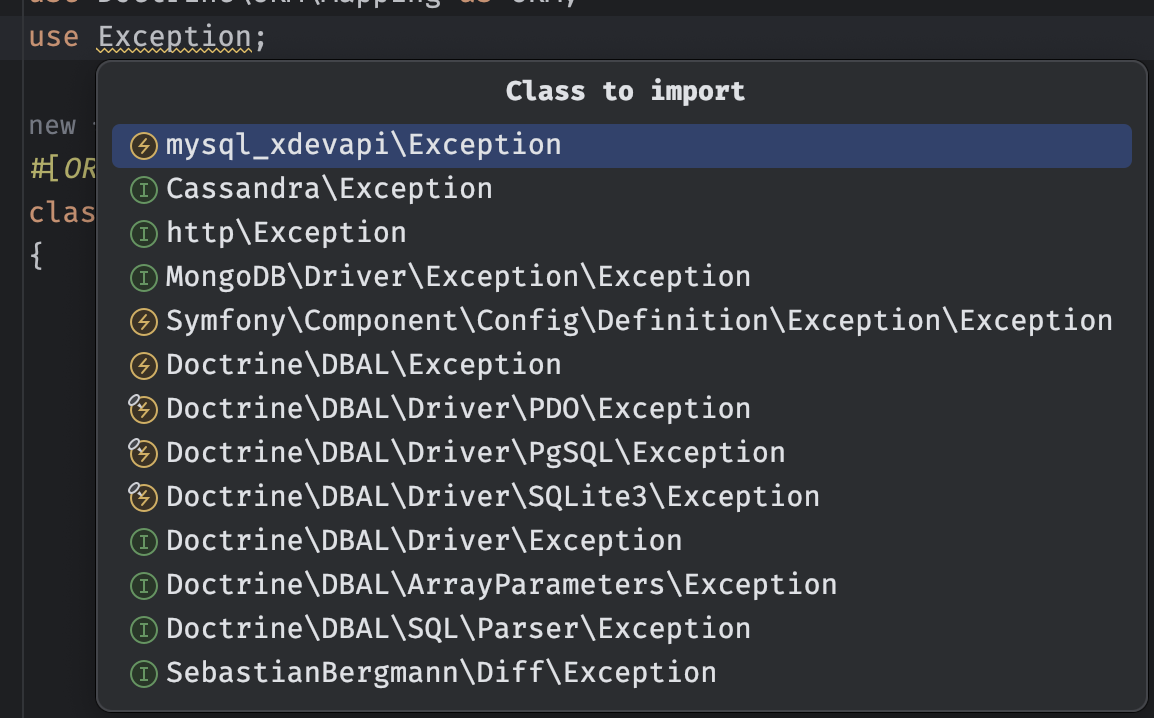 use Doctrine\ORM\Mapping as ORM;
use Exception;
Class to import
new
mysql_xdevapi\Exception
#[OR
Cassandra\Exception
clas
http\Exception
{
MongoDB\Driver\Exception\Exception
Symfony\Component\Config\Definition\Exception\Exception
Doctrine\DBAL\Exception
Doctrine\DBAL\Driver\PDO\Exception
Doctrine\DBAL\Driver\PgSQL\Exception
Doctrine\DBAL\Driver\SQLite3\Exception
Doctrine\DBAL\Driver\Exception
Doctrine\DBAL\ArrayParameters\Exception
Doctrine\DBAL\SQL\Parser\Exception
SebastianBergmann\Diff\Exception